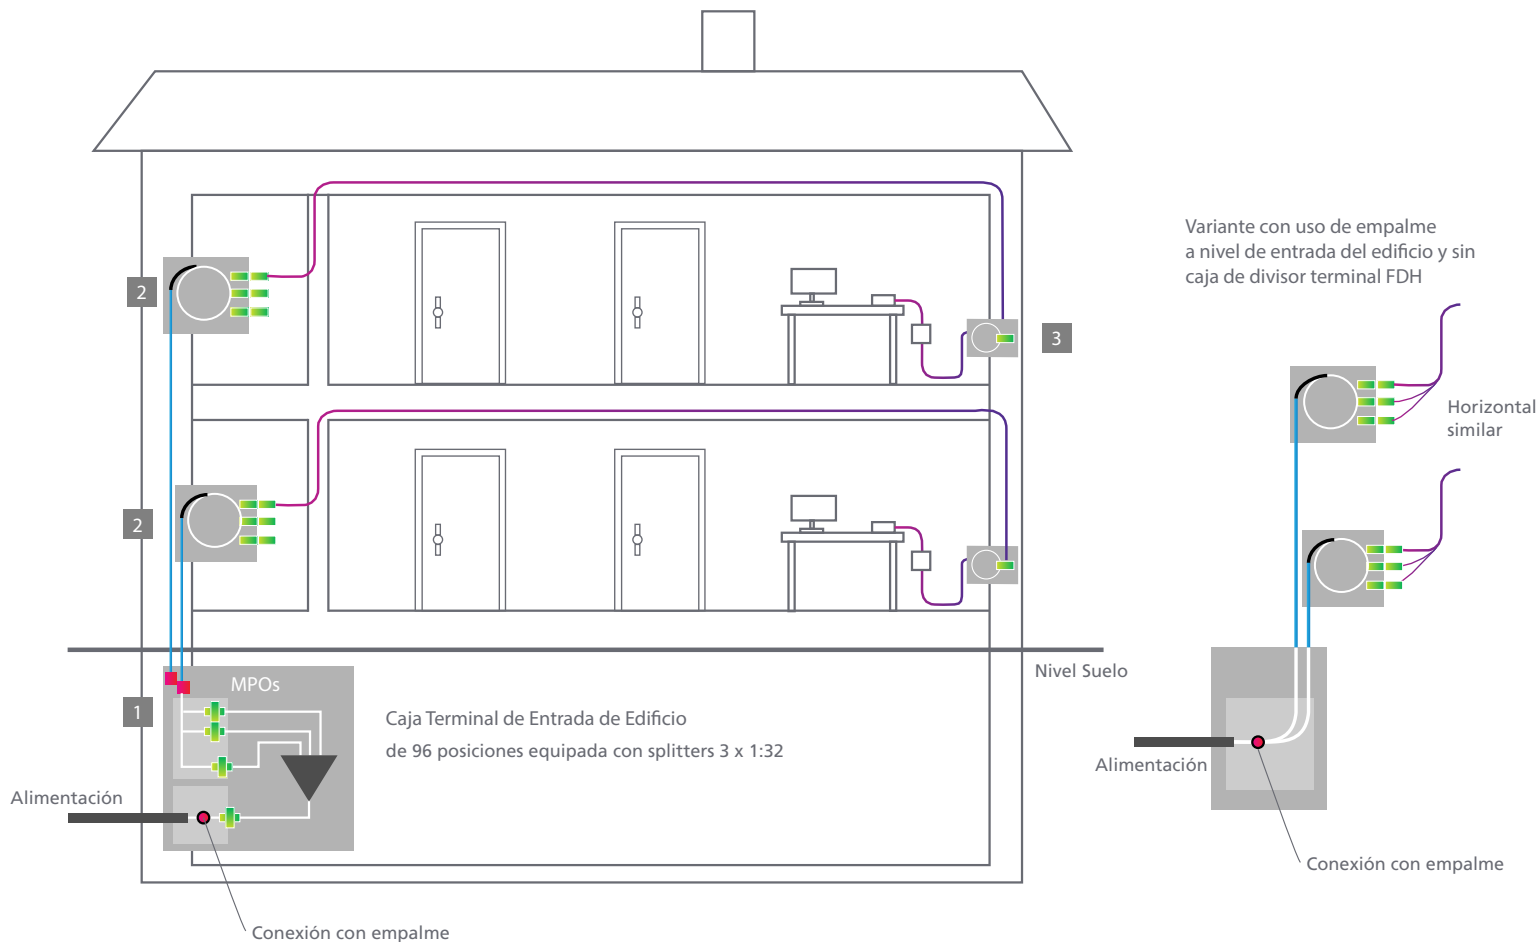 Variante con uso de empalme
a nivel de entrada del edificio y sin
caja de divisor terminal FDH
2
3
Horizontal
similar
2
Nivel Suelo
MPOs
1
Caja Terminal de Entrada de Edificio
de 96 posiciones equipada con splitters 3 x 1:32
Alimentación
Alimentación
Conexión con empalme
Conexión con empalme